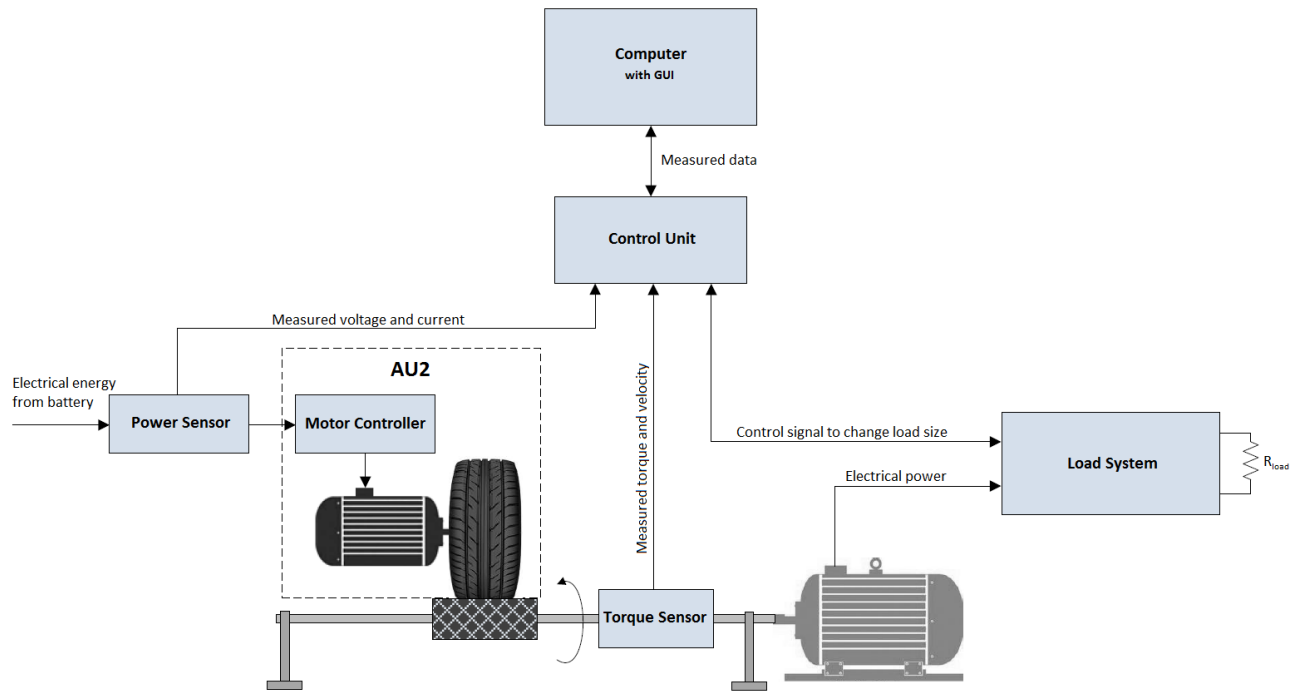 Computer
with GUI
Measured data
Control Unit
Measured voltage and current
AU2
Electrical energy
from battery
Power Sensor
Motor Controller
Measured torque and velocity
Control signal to change load size
Load System
R load
Electrical power
Torque Sensor